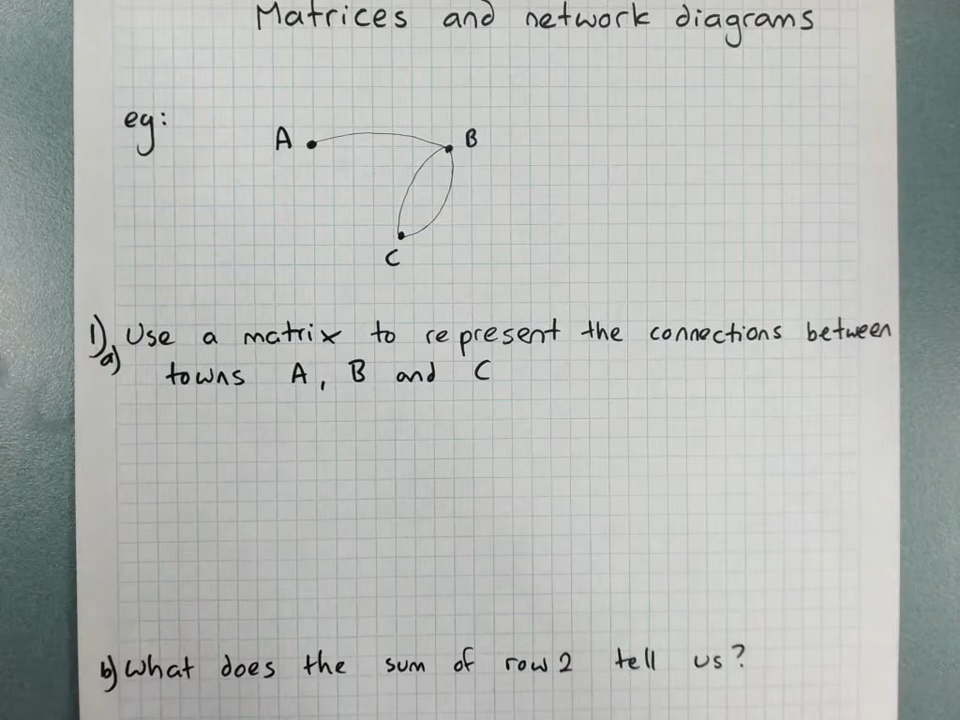 Matrices and network diagrams
eg:
A B
C
1) Use a matrix to represent the connections between
a) towns A, B and C
b) What does the sum of row 2 tell us?